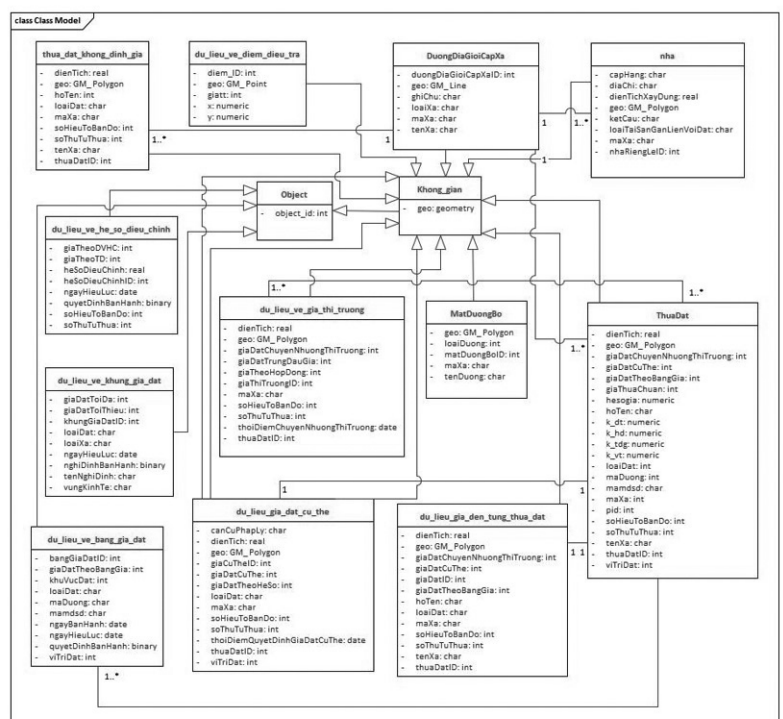 class Class Model
thua_dat_khong_dinh_gia
- dienTich: real
- geo: GM_Polygon
- hoTen: int
- loaiDat: char
- maXa: char
- soHieuToBanDo: int
- soThuTuThua: int
- tenXa: char
- thuaDatID: int
du_lieu_ve_diem_dieu_tra
- diem_ID: int
- geo: GM_Point
- giatt: int
- x: numeric
- y: numeric
DuongDiaGioiCapXa
- duongDiaGioiCapXaID: int
- geo: GM_Line
- ghiChu: char
- loaiXa: char
- maXa: char
- tenXa: char
nha
- capHang: char
- diaChi: char
- dienTichXayDung: real
- geo: GM_Polygon
- ketCau: char
- loaiTaiSanGanLienVoiDat: char
- maXa: char
- nhaRiengLeID: int
1..*
1
1
1..*
1
Object
- object_id: int
Khong_gian
- geo: geometry
du_lieu_ve_he_so_dieu_chinh
- giaTheoDVHC: int
- giaTheoTD: int
- heSoDieuChinh: real
- heSoDieuChinhID: int
- ngayHieuLuc: date
- quyetDinhBanHanh: binary
- soHieuToBanDo: int
- soThuTuThua: int
1..*
1..*
du_lieu_ve_gia_thi_truong
- dienTich: real
- geo: GM_Polygon
- giaDatChuyenNhuongThiTruong: int
- giaDatTrungDauGia: int
- giaTheoHopDong: int
- giaThiTruongID: int
- maXa: char
- soHieuToBanDo: int
- soThuTuThua: int
- thoiDiemChuyenNhuongThiTruong: date
- thuaDatID: int
MatDuongBo
- geo: GM_Polygon
- loaiDuong: int
- matDuongBoID: int
- maXa: char
- tenDuong: char
1..*
ThuaDat
- dienTich: real
- geo: GM_Polygon
- giaDatChuyenNhuongThiTruong: int
- giaDatCuThe: int
- giaDatTheoBangGia: int
- giaThuaChuan: int
- hesogia: numeric
- hoTen: char
- k_dt: numeric
- k_hd: numeric
- k_tdg: numeric
- k_vt: numeric
- loaiDat: int
- maDuong: int
- mamdsd: char
- maXa: int
- pid: int
- soHieuToBanDo: int
- soThuTuThua: int
- tenXa: char
- thuaDatID: int
- viTriDat: int
du_lieu_ve_khung_gia_dat
- giaDatToiDa: int
- giaDatToiThieu: int
- khungGiaDatID: int
- loaiDat: char
- loaiXa: char
- ngayHieuLuc: date
- nghiDinhBanHanh: binary
- tenNghiDinh: char
- vungKinhTe: char
1
1
du_lieu_gia_dat_cu_the
- canCuPhapLy: char
- dienTich: real
- geo: GM_Polygon
- giaCuTheID: int
- giaDatCuThe: int
- giaDatTheoHeSo: int
- loaiDat: char
- maXa: char
- soHieuToBanDo: int
- soThuTuThua: int
- thoiDiemQuyetDinhGiaDatCuThe: date
- thuaDatID: int
- viTriDat: int
du_lieu_gia_den_tung_thua_dat
- dienTich: real
- geo: GM_Polygon
- giaDatChuyenNhuongThiTruong: int
- giaDatCuThe: int
- giaDatID: int
- giaDatTheoBangGia: int
- hoTen: char
- loaiDat: char
- maXa: char
- soHieuToBanDo: int
- soThuTuThua: int
- tenXa: char
- thuaDatID: int
1 1
du_lieu_ve_bang_gia_dat
- bangGiaDatID: int
- giaDatTheoBangGia: int
- khuVucDat: int
- loaiDat: char
- maDuong: char
- mamdsd: char
- ngayBanHanh: date
- ngayHieuLuc: date
- quyetDinhBanHanh: binary
- viTriDat: int
1..*